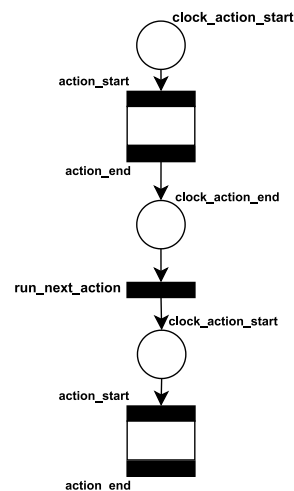 clock_action_start
action_start
action_end
clock_action_end
run_next_action
clock_action_start
action_start
action_end